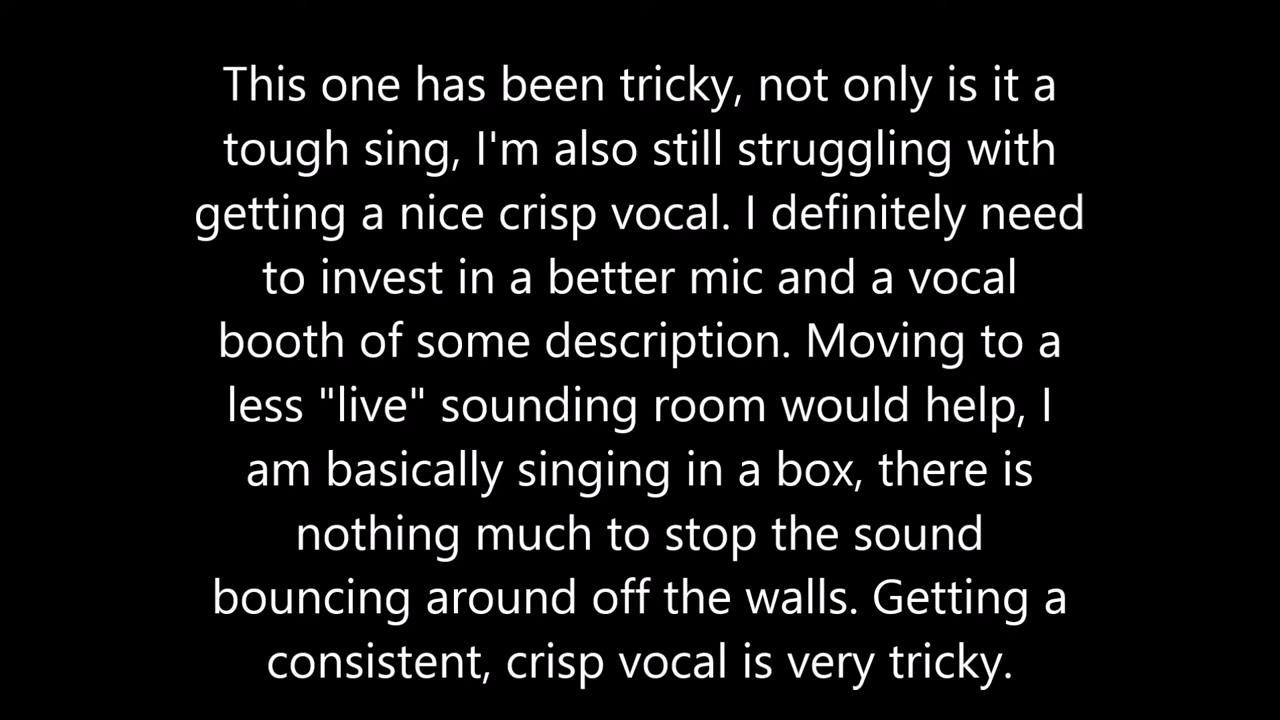 This one has been tricky, not only is it a
tough sing, I'm also still struggling with
getting a nice crisp vocal. I definitely need
to invest in a better mic and a vocal
booth of some description. Moving to a
less "live" sounding room would help, I
am basically singing in a box, there is
nothing much to stop the sound
bouncing around off the walls. Getting a
consistent, crisp vocal is very tricky.